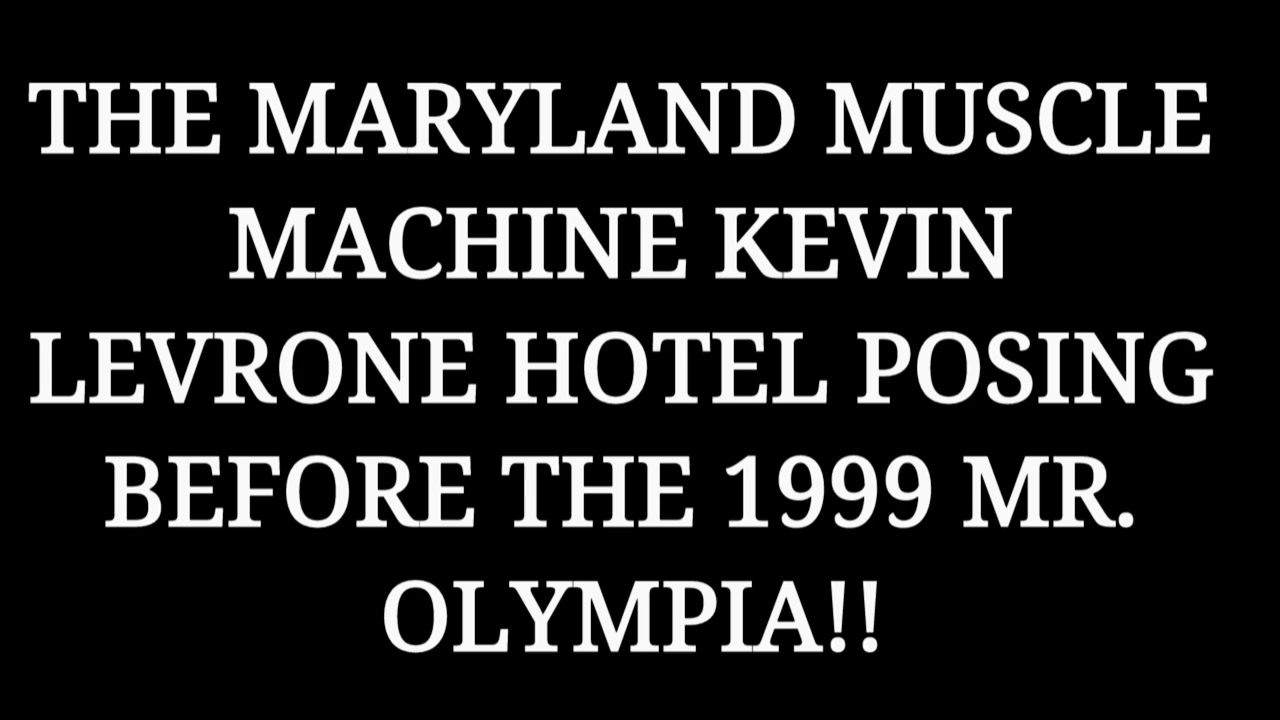 THE MARYLAND MUSCLE
MACHINE KEVIN
LEVRONE HOTEL POSING
BEFORE THE 1999 MR.
OLYMPIA!!